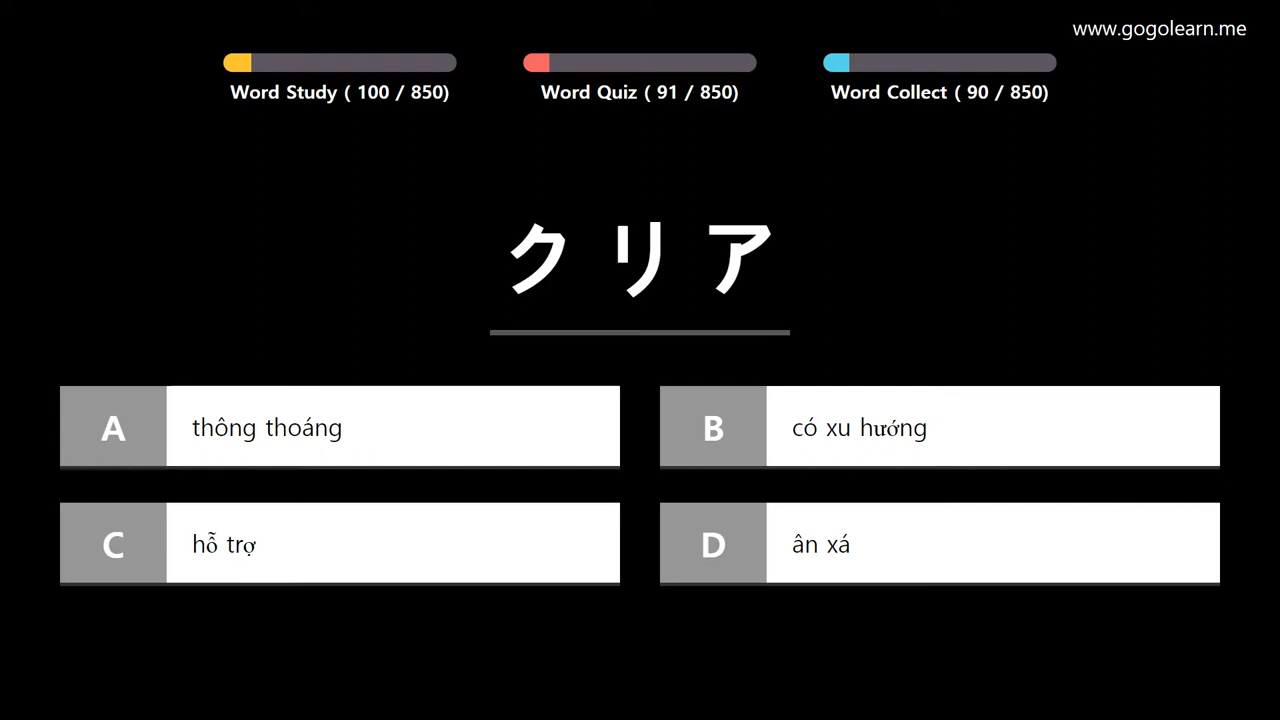 www.gogolearn.me
Word Study ( 100 / 850)
Word Quiz ( 91 / 850)
Word Collect ( 90 / 850)
クリア
A thông thoáng
B có xu hướng
C hỗ trợ
D ân xá